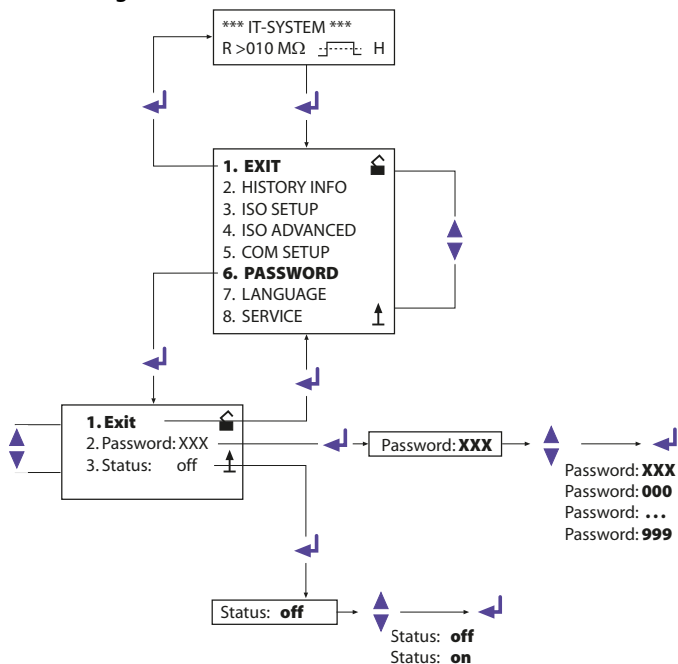 *** IT-SYSTEM ***
R >010 MΩ H
1. EXIT
2. HISTORY INFO
3. ISO SETUP
4. ISO ADVANCED
5. COM SETUP
6. PASSWORD
7. LANGUAGE
8. SERVICE
1. Exit
2. Password: XXX
3. Status: off
Password: XXX
Password: XXX
Password: 000
Password: ...
Password: 999
Status: off
Status: off
Status: on